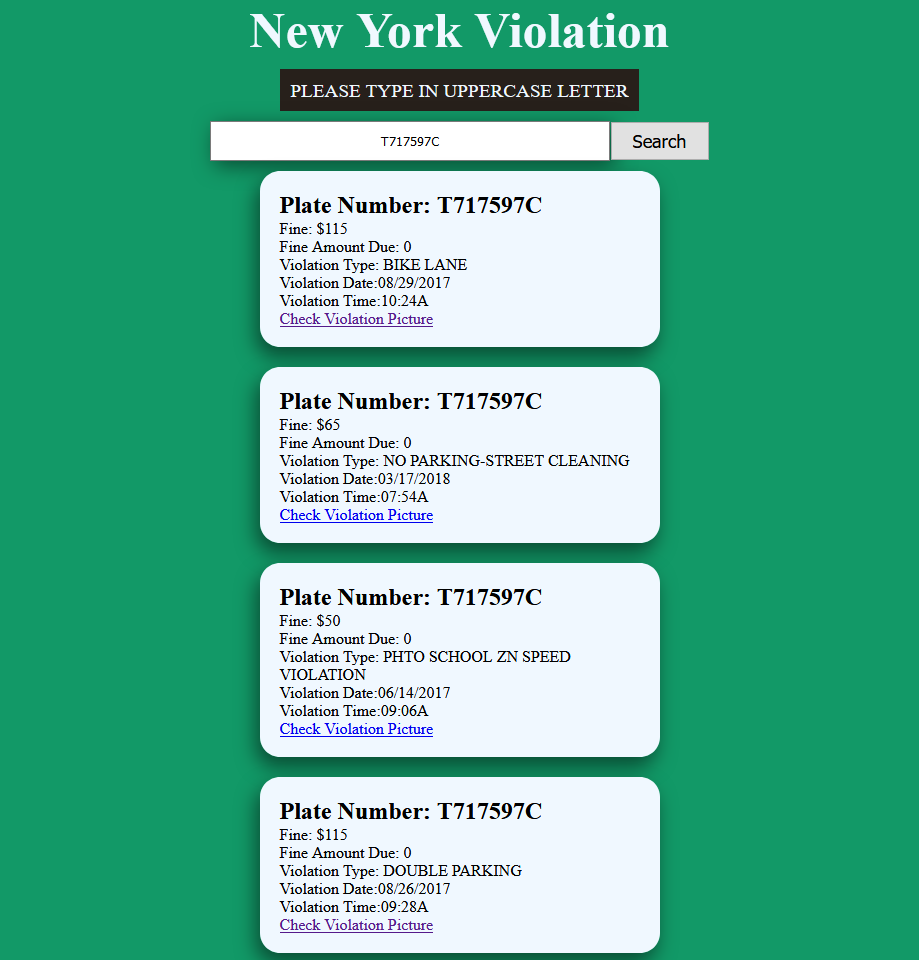 New York Violation
PLEASE TYPE IN UPPERCASE LETTER
T717597C
Search
Plate Number: T717597C
Fine: $115
Fine Amount Due: 0
Violation Type: BIKE LANE
Violation Date:08/29/2017
Violation Time:10:24A
Check Violation Picture
Plate Number: T717597C
Fine: $65
Fine Amount Due: 0
Violation Type: NO PARKING-STREET CLEANING
Violation Date:03/17/2018
Violation Time:07:54A
Check Violation Picture
Plate Number: T717597C
Fine: $50
Fine Amount Due: 0
Violation Type: PHTO SCHOOL ZN SPEED
VIOLATION
Violation Date:06/14/2017
Violation Time:09:06A
Check Violation Picture
Plate Number: T717597C
Fine: $115
Fine Amount Due: 0
Violation Type: DOUBLE PARKING
Violation Date:08/26/2017
Violation Time:09:28A
Check Violation Picture